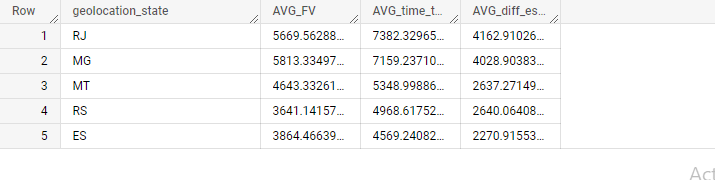 Row geolocation_state AVG_FV AVG_time_t... AVG_diff_es...
1 RJ 5669.56288... 7382.32965... 4162.91026...
2 MG 5813.33497... 7159.23710... 4028.90383...
3 MT 4643.33261... 5348.99886... 2637.27149...
4 RS 3641.14157... 4968.61752... 2640.06408...
5 ES 3864.46639... 4569.24082... 2270.91553...
Act